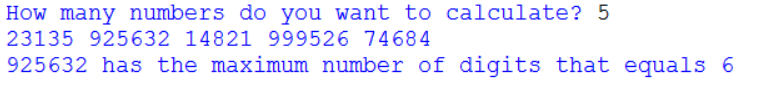 How many numbers do you want to calculate? 5
23135 925632 14821 999526 74684
925632 has the maximum number of digits that equals 6